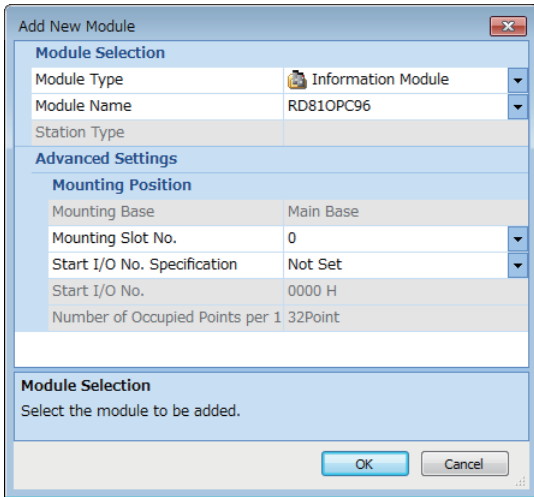 Add New Module
Module Selection
Module Type Information Module
Module Name RD81OPC96
Station Type
Advanced Settings
Mounting Position
Mounting Base Main Base
Mounting Slot No. 0
Start I/O No. Specification Not Set
Start I/O No. 0000 H
Number of Occupied Points per 1 32Point
Module Selection
Select the module to be added.
OK Cancel